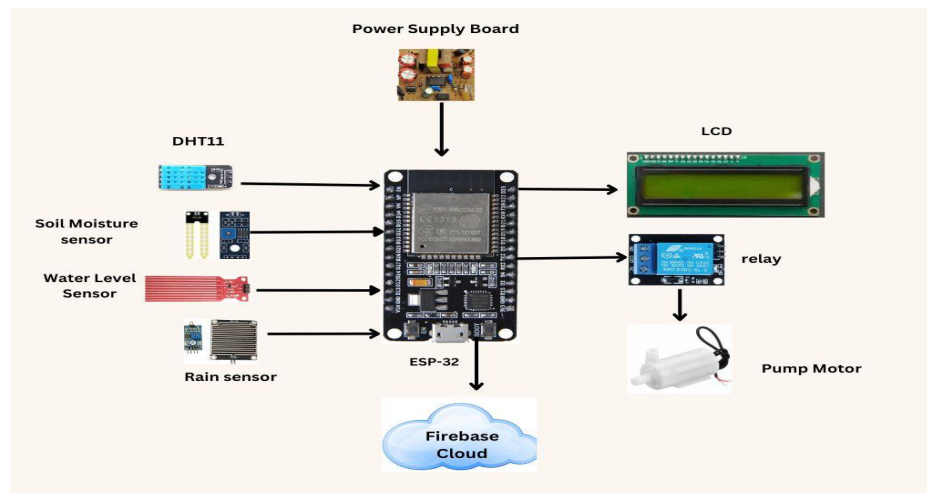 Power Supply Board
DHT11
LCD
Soil Moisture
sensor
relay
Water Level
Sensor
Pump Motor
Rain sensor
ESP-32
Firebase
Cloud